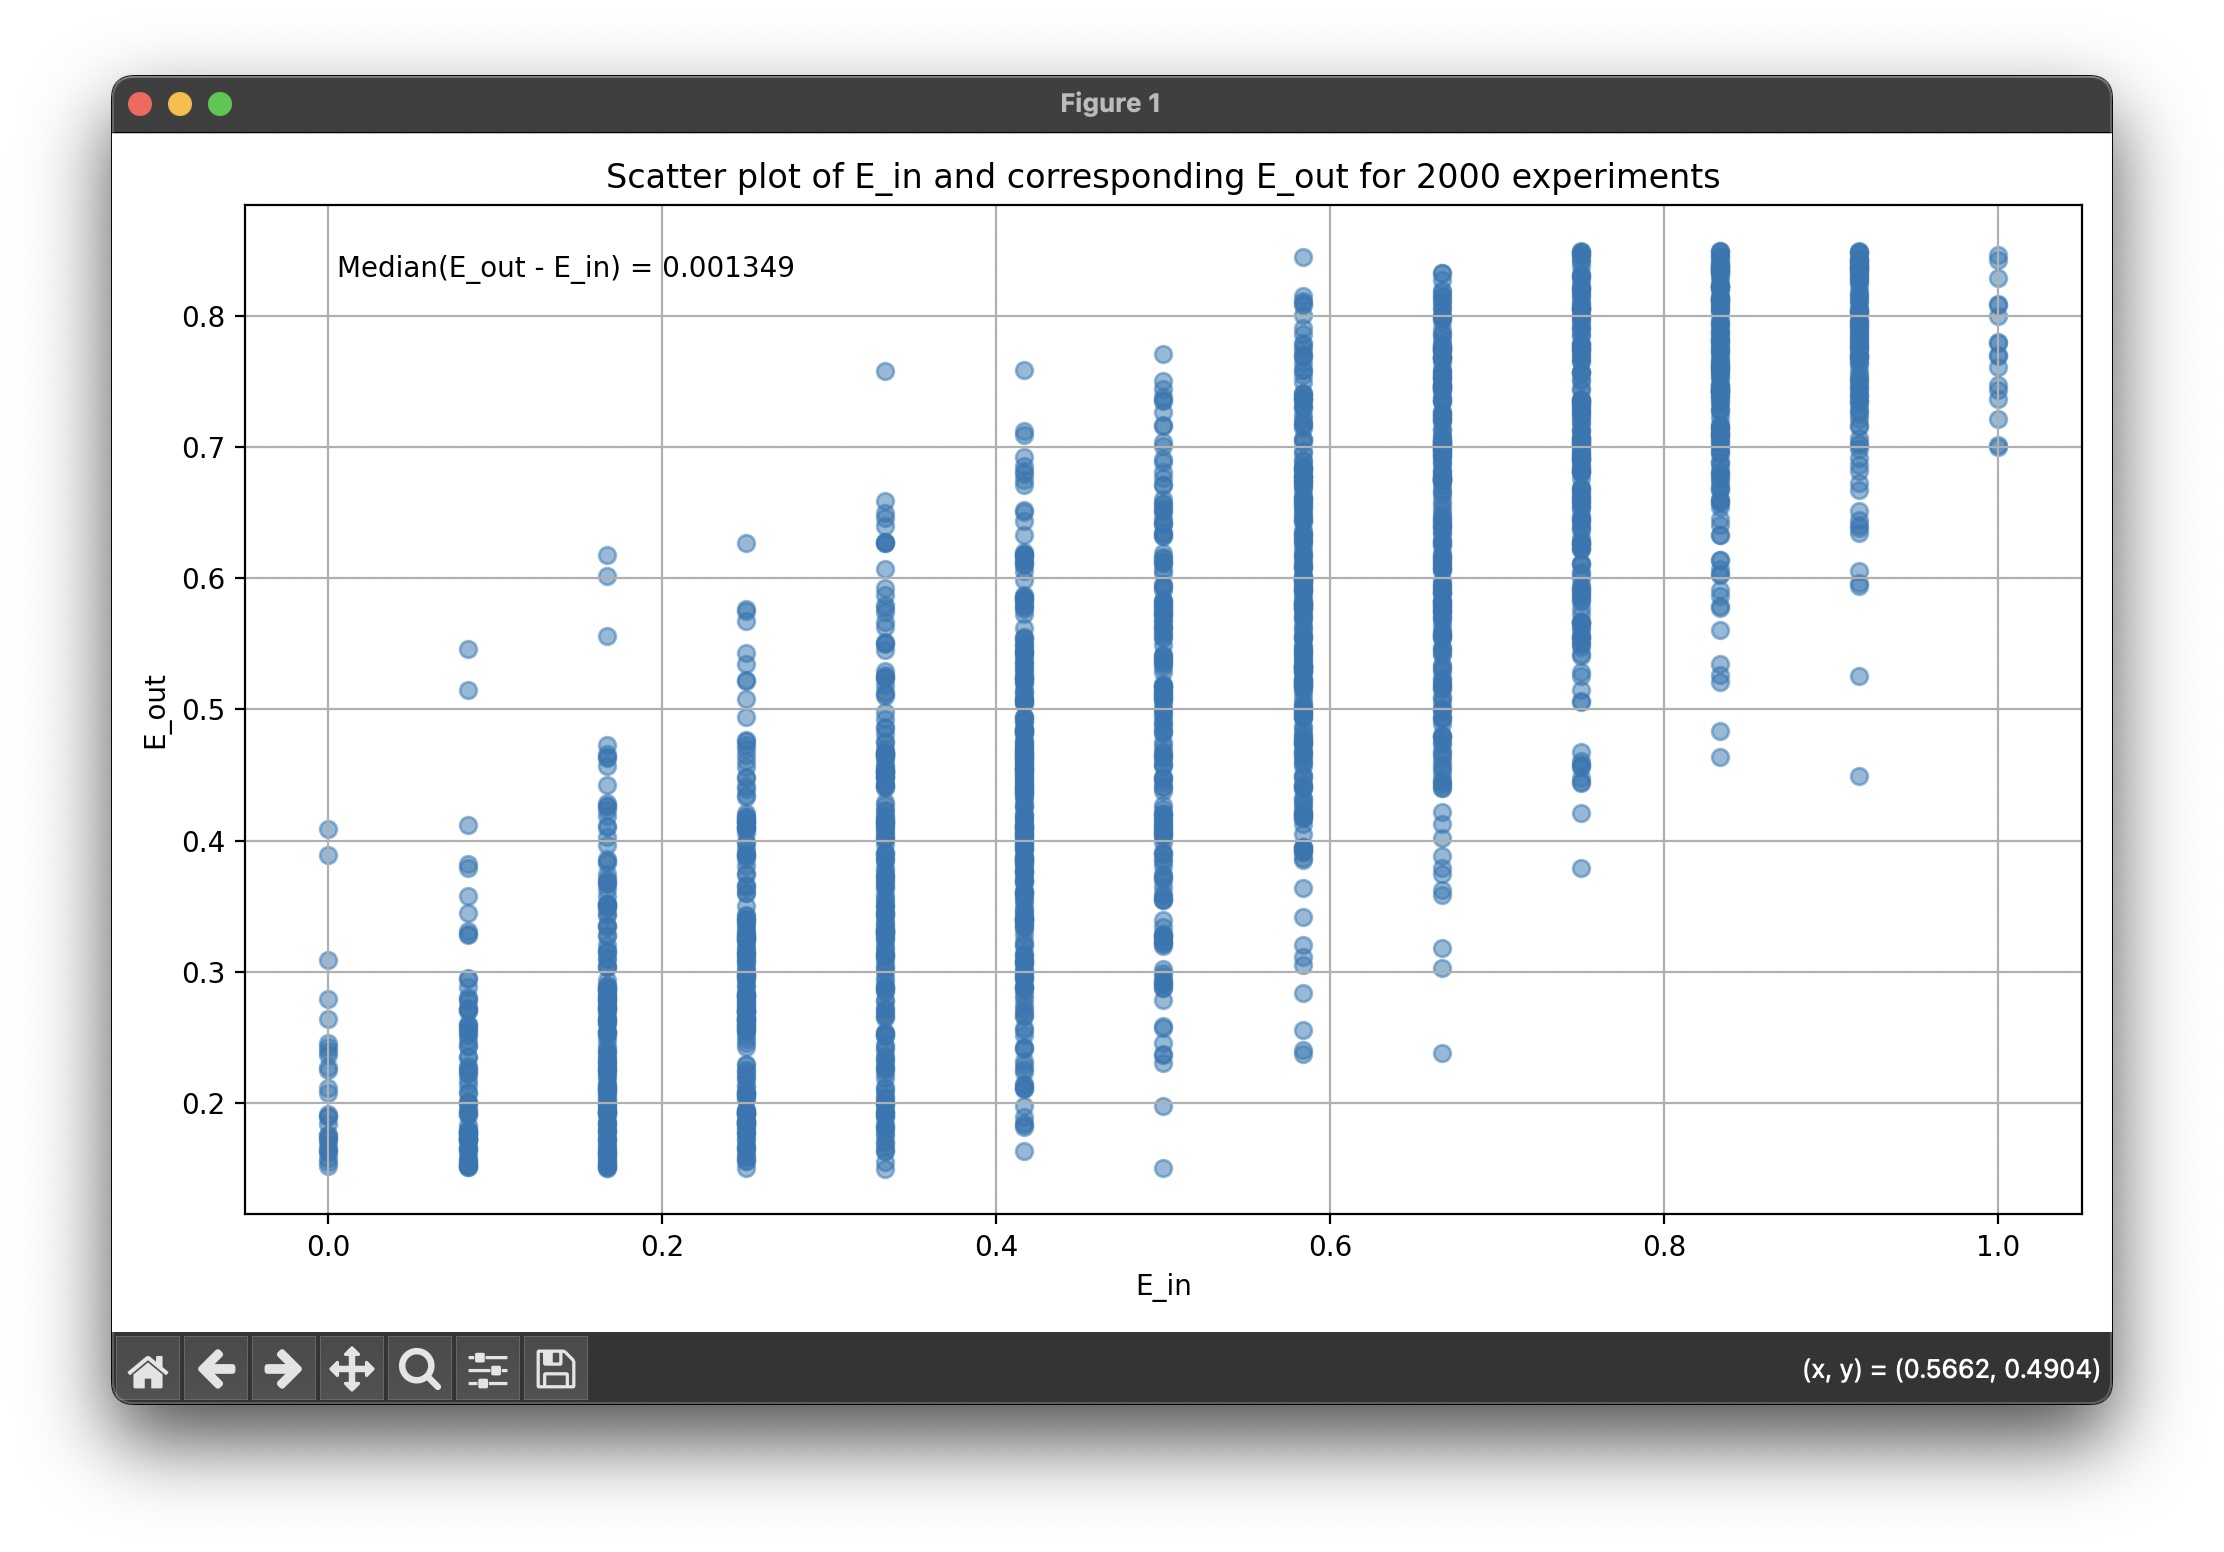 Figure 1
Scatter plot of E_in and corresponding E_out for 2000 experiments
Median(E_out - E_in) = 0.001349
0.8
0.7
0.6
0.5
0.4
0.3
0.2
E_out
0.0 0.2 0.4 0.6 0.8 1.0
E_in
(x, y) = (0.5662, 0.4904)